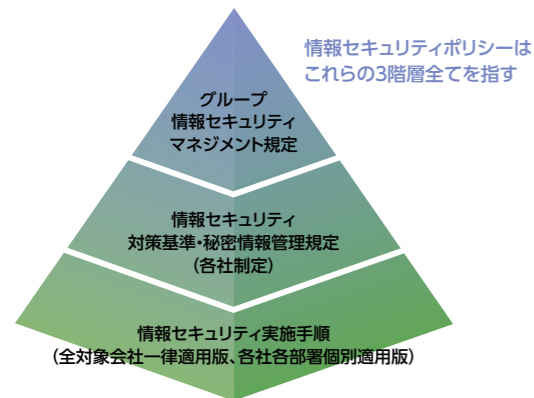 情報セキュリティポリシーは
これらの3階層全てを指す
グループ
情報セキュリティ
マネジメント規定
情報セキュリティ
対策基準・秘密情報管理規定
(各社制定)
情報セキュリティ実施手順
(全対象会社一律適用版、各社各部署個別適用版)